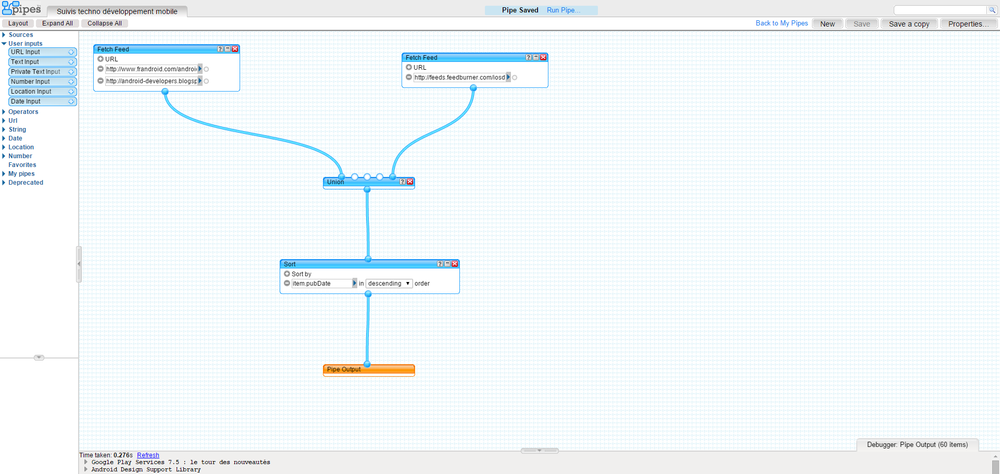 pipes
Suivis techno développement mobile
Pipe Saved Run Pipe...
Layout Expand All Collapse All
Back to My Pipes New Save Save a copy Properties...
Sources
User inputs
URL Input
Text Input
Private Text Input
Number Input
Location Input
Date Input
Operators
Url
String
Date
Location
Number
Favorites
My pipes
Deprecated
Fetch Feed ?
URL
http://www.frandroid.com/androi
http://android-developers.blogsp
Fetch Feed ?
URL
http://feeds.feedburner.com/iosd
Union ?
Sort ?
Sort by
item.pubDate in descending order
Pipe Output
Debugger: Pipe Output (60 items)
Time taken: 0.276s Refresh
Google Play Services 7.5 : le tour des nouveautés
Android Design Support Library